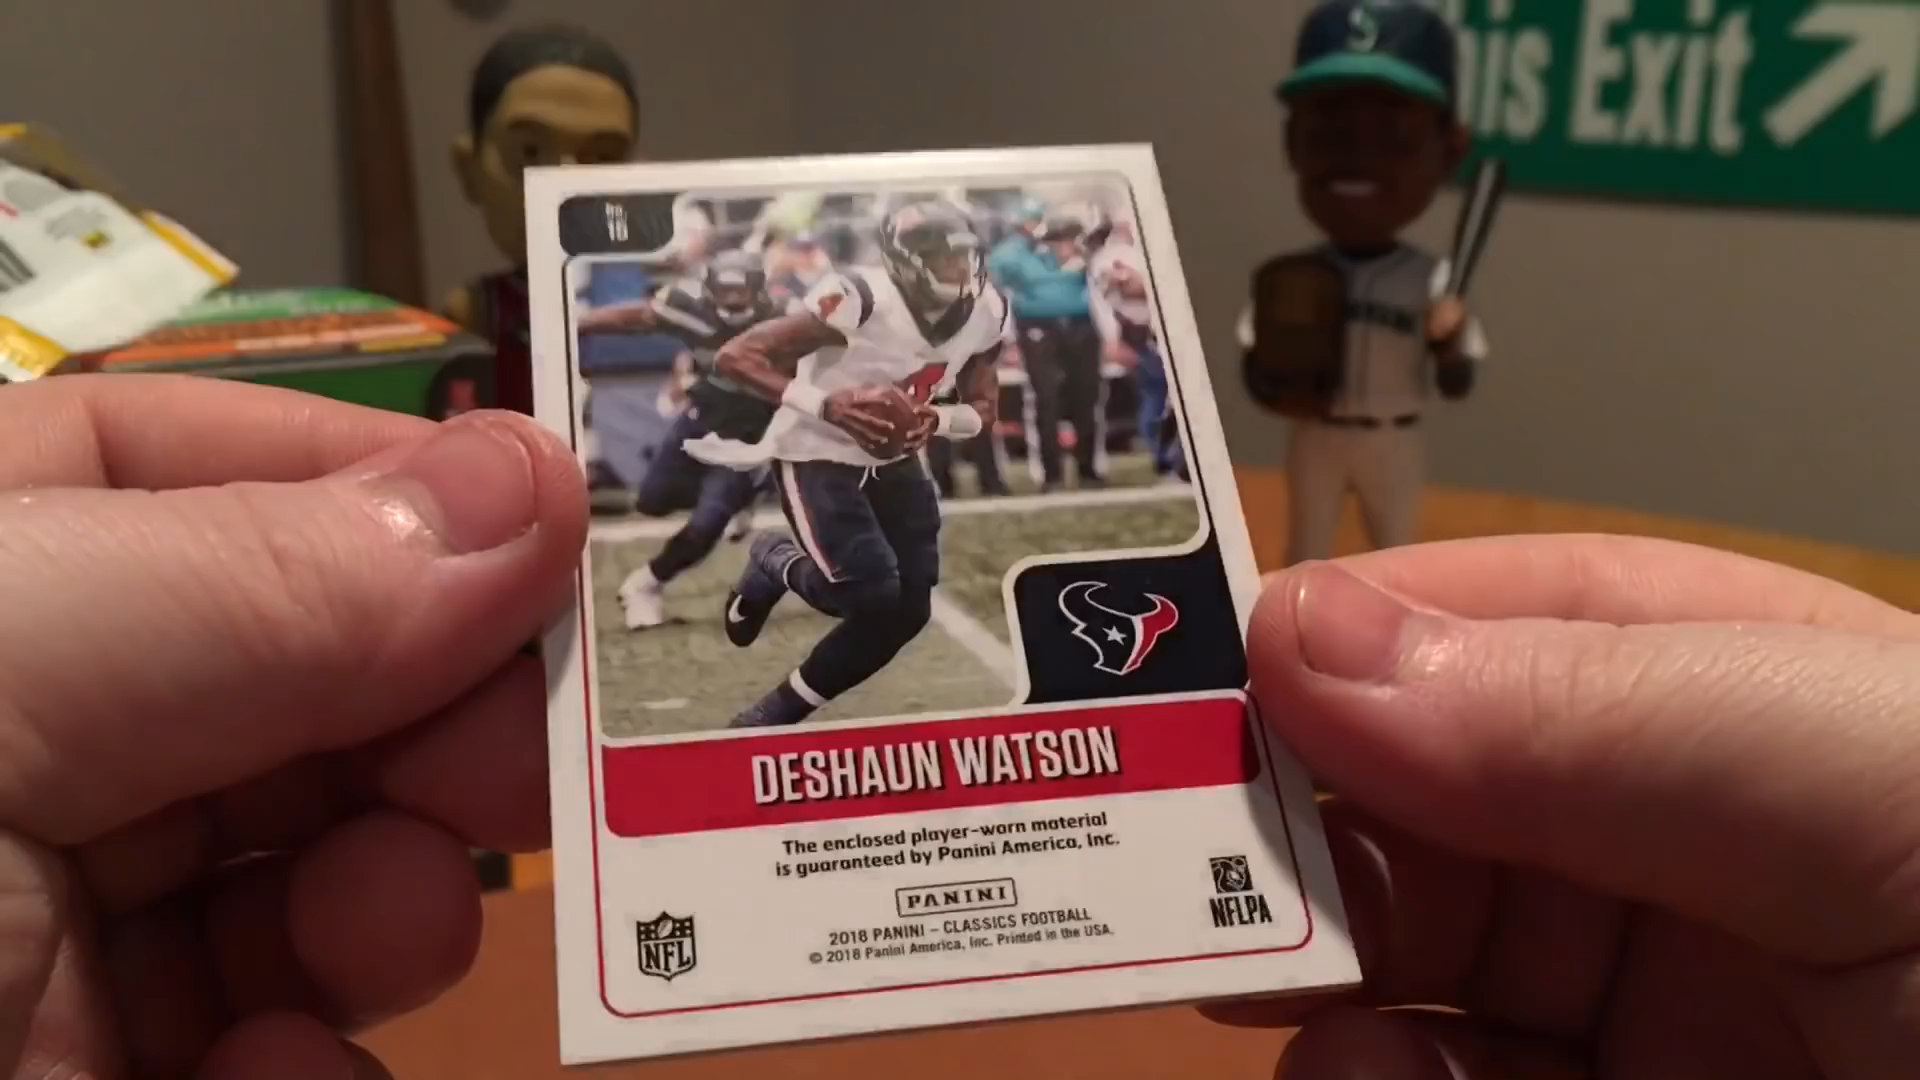 his Exit
DESHAUN WATSON
The enclosed player-worn material
is guaranteed by Panini America, Inc.
PANINI
2018 PANINI – CLASSICS FOOTBALL
© 2018 Panini America, Inc. Printed in the USA.
NFL
NFLPA
S